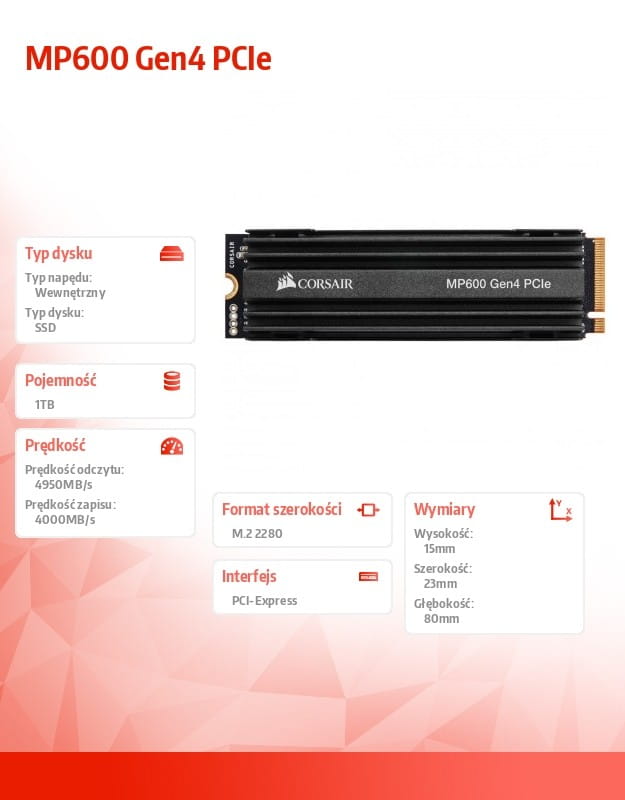 MP600 Gen4 PCIe
CORSAIR
CORSAIR
MP600 Gen4 PCIe
Typ dysku
Typ napędu:
Wewnętrzny
Typ dysku:
SSD
Pojemność
1TB
Prędkość
Prędkość odczytu:
4950MB/s
Prędkość zapisu:
4000MB/s
Format szerokości
M.2 2280
Interfejs
PCI-Express
Wymiary
Y
X
Wysokość:
15mm
Szerokość:
23mm
Głębokość:
80mm